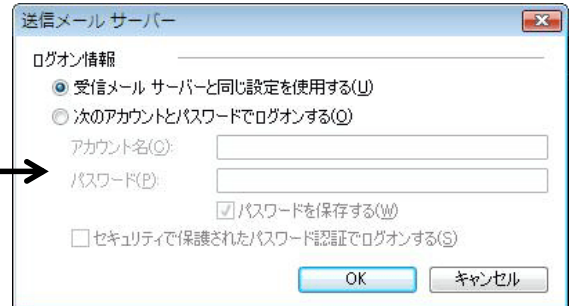 送信メール サーバー
ログオン情報
受信メール サーバーと同じ設定を使用する(U)
次のアカウントとパスワードでログオンする(O)
アカウント名(C):
パスワード(P):
パスワードを保存する(W)
セキュリティで保護されたパスワード認証でログオンする(S)
OK キャンセル